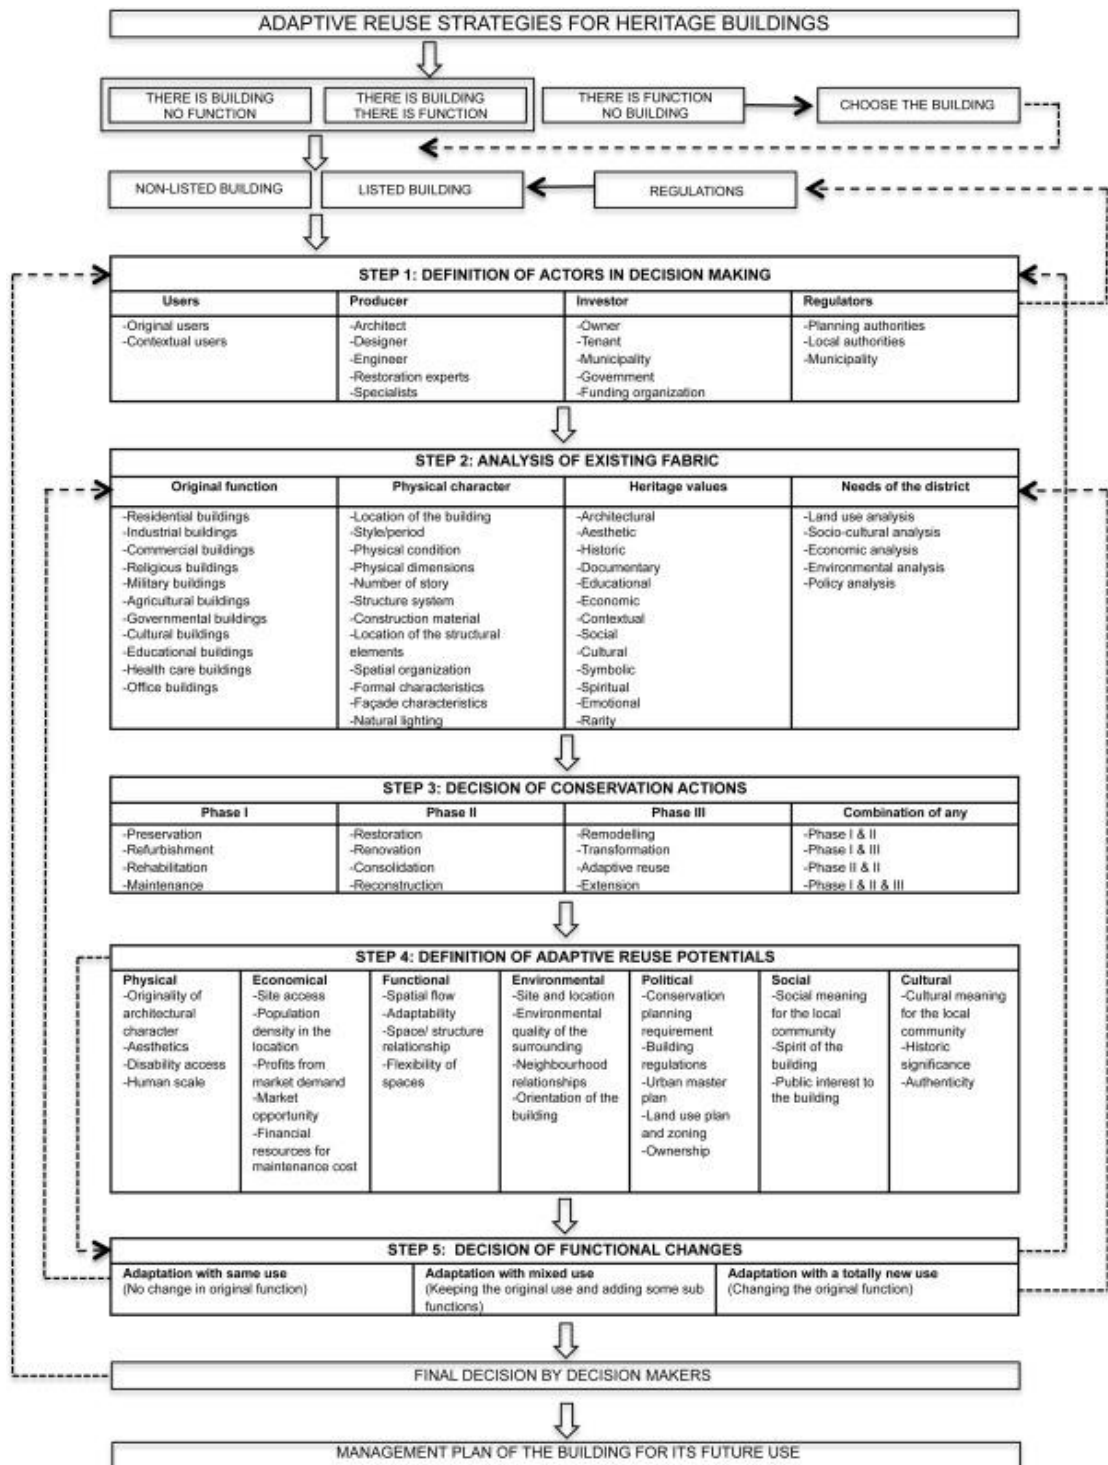 ADAPTIVE REUSE STRATEGIES FOR HERITAGE BUILDINGS
THERE IS BUILDING
NO FUNCTION
THERE IS BUILDING
THERE IS FUNCTION
THERE IS FUNCTION
NO BUILDING
CHOOSE THE BUILDING
NON-LISTED BUILDING
LISTED BUILDING
REGULATIONS
STEP 1: DEFINITION OF ACTORS IN DECISION MAKING
Users
-Original users
-Contextual users
Producer
-Architect
-Designer
-Engineer
-Restoration experts
-Specialists
Investor
-Owner
-Tenant
-Municipality
-Government
-Funding organization
Regulators
-Planning authorities
-Local authorities
-Municipality
STEP 2: ANALYSIS OF EXISTING FABRIC
Original function
-Residential buildings
-Industrial buildings
-Commercial buildings
-Religious buildings
-Military buildings
-Agricultural buildings
-Governmental buildings
-Cultural buildings
-Educational buildings
-Health care buildings
-Office buildings
Physical character
-Location of the building
-Style/period
-Physical condition
-Physical dimensions
-Number of story
-Structure system
-Construction material
-Location of the structural
elements
-Spatial organization
-Formal characteristics
-Façade characteristics
-Natural lighting
Heritage values
-Architectural
-Aesthetic
-Historic
-Documentary
-Educational
-Economic
-Contextual
-Social
-Cultural
-Symbolic
-Spiritual
-Emotional
-Rarity
Needs of the district
-Land use analysis
-Socio-cultural analysis
-Economic analysis
-Environmental analysis
-Policy analysis
STEP 3: DECISION OF CONSERVATION ACTIONS
Phase I
-Preservation
-Refurbishment
-Rehabilitation
-Maintenance
Phase II
-Restoration
-Renovation
-Consolidation
-Reconstruction
Phase III
-Remodelling
-Transformation
-Adaptive reuse
-Extension
Combination of any
-Phase I & II
-Phase I & III
-Phase II & II
-Phase I & II & III
STEP 4: DEFINITION OF ADAPTIVE REUSE POTENTIALS
Physical
-Originality of
architectural
character
-Aesthetics
-Disability access
-Human scale
Economical
-Site access
-Population
density in the
location
-Profits from
market demand
-Market
opportunity
-Financial
resources for
maintenance cost
Functional
-Spatial flow
-Adaptability
-Space/ structure
relationship
-Flexibility of
spaces
Environmental
-Site and location
-Environmental
quality of the
surrounding
-Neighbourhood
relationships
-Orientation of the
building
Political
-Conservation
planning
requirement
-Building
regulations
-Urban master
plan
-Land use plan
and zoning
-Ownership
Social
-Social meaning
for the local
community
-Spirit of the
building
-Public interest to
the building
Cultural
-Cultural meaning
for the local
community
-Historic
significance
-Authenticity
STEP 5: DECISION OF FUNCTIONAL CHANGES
Adaptation with same use
(No change in original function)
Adaptation with mixed use
(Keeping the original use and adding some sub
functions)
Adaptation with a totally new use
(Changing the original function)
FINAL DECISION BY DECISION MAKERS
MANAGEMENT PLAN OF THE BUILDING FOR ITS FUTURE USE